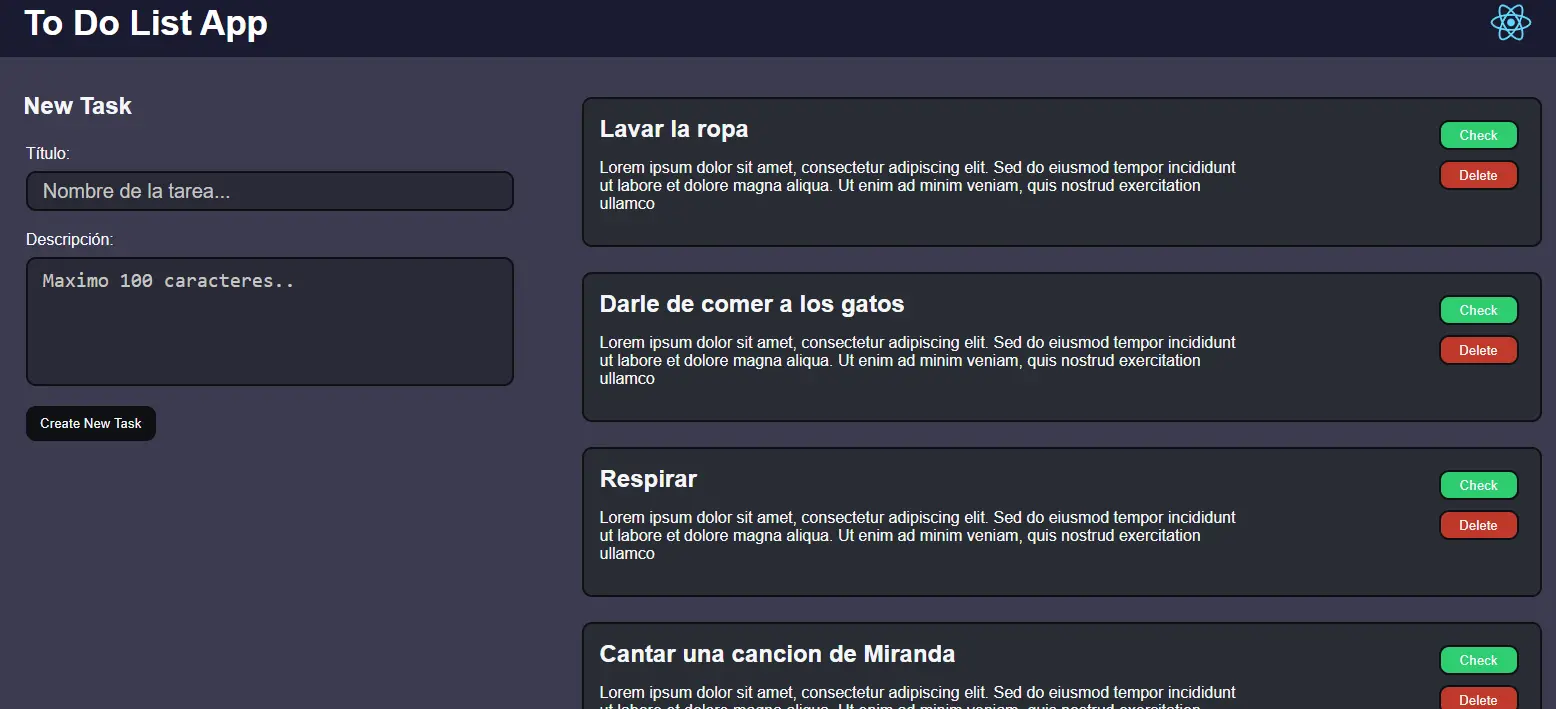 To Do List App
New Task
Título:
Nombre de la tarea...
Descripción:
Maximo 100 caracteres..
Create New Task
Lavar la ropa
Lorem ipsum dolor sit amet, consectetur adipiscing elit. Sed do eiusmod tempor incididunt
ut labore et dolore magna aliqua. Ut enim ad minim veniam, quis nostrud exercitation
ullamco
Check
Delete
Darle de comer a los gatos
Lorem ipsum dolor sit amet, consectetur adipiscing elit. Sed do eiusmod tempor incididunt
ut labore et dolore magna aliqua. Ut enim ad minim veniam, quis nostrud exercitation
ullamco
Check
Delete
Respirar
Lorem ipsum dolor sit amet, consectetur adipiscing elit. Sed do eiusmod tempor incididunt
ut labore et dolore magna aliqua. Ut enim ad minim veniam, quis nostrud exercitation
ullamco
Check
Delete
Cantar una cancion de Miranda
Lorem ipsum dolor sit amet, consectetur adipiscing elit. Sed do eiusmod tempor incididunt
Check
Delete